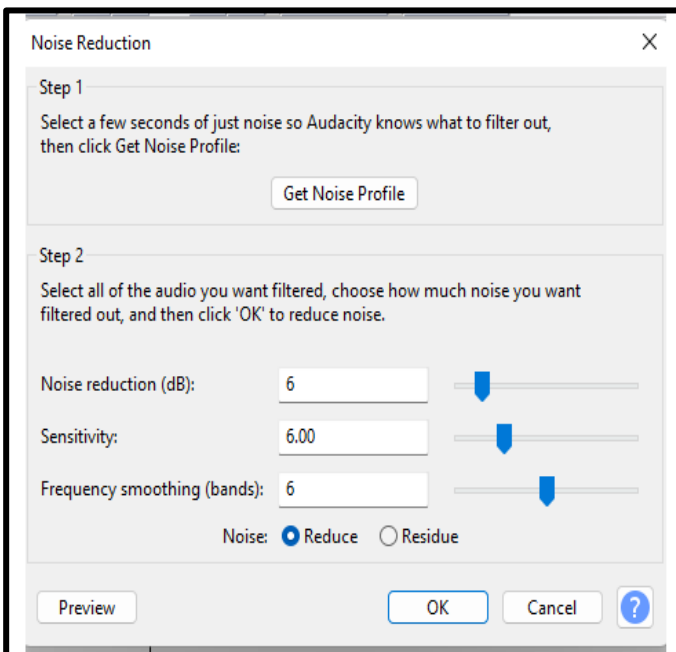 Noise Reduction
Step 1
Select a few seconds of just noise so Audacity knows what to filter out,
then click Get Noise Profile:
Get Noise Profile
Step 2
Select all of the audio you want filtered, choose how much noise you want
filtered out, and then click 'OK' to reduce noise.
Noise reduction (dB): 6
Sensitivity: 6.00
Frequency smoothing (bands): 6
Noise: Reduce Residue
Preview OK Cancel ?